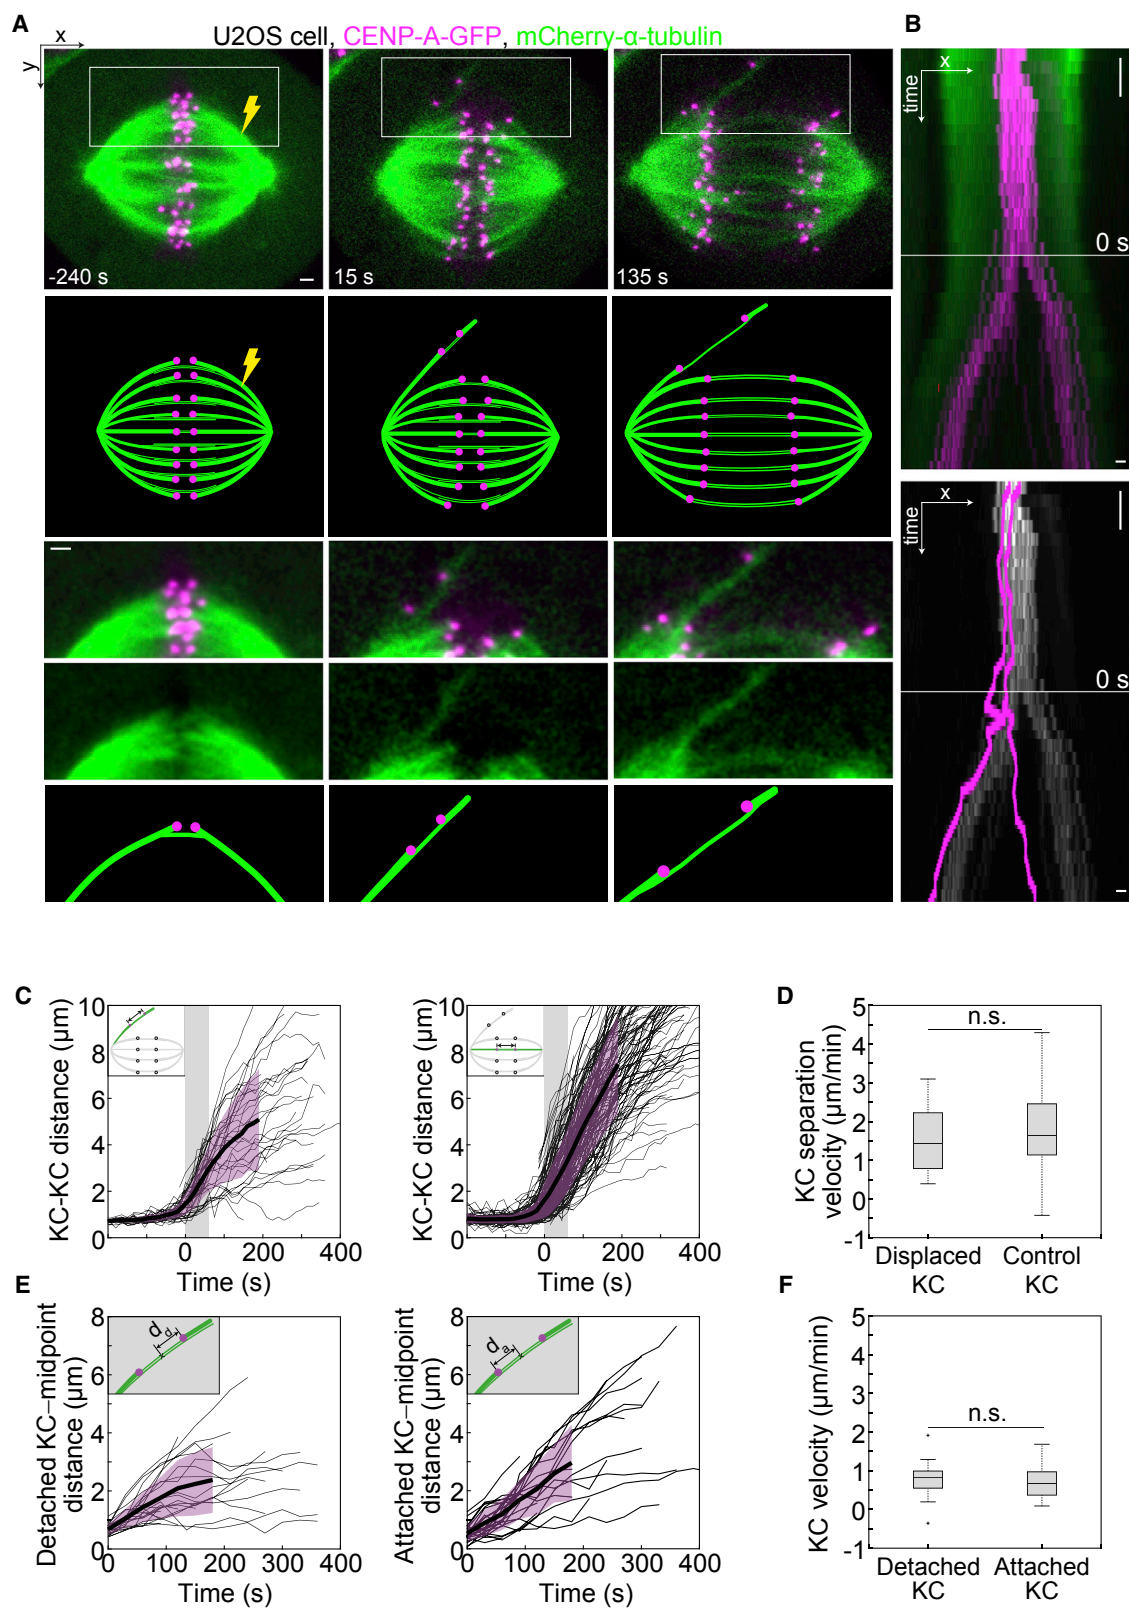 A
U2OS cell, CENP-A-GFP, mCherry-α-tubulin
x
y
-240 s
15 s
135 s
B
x
time
0 s
x
time
0 s
C
KC-KC distance (μm)
10
8
6
4
2
0
0 200 400
Time (s)
KC-KC distance (μm)
10
8
6
4
2
0
0 200 400
Time (s)
D
KC separation
velocity (μm/min)
5
4
3
2
1
0
-1
n.s.
Displaced
KC
Control
KC
E
Detached KC–midpoint
distance (μm)
8
6
4
2
0
d_d
0 100 200 300 400
Time (s)
Attached KC–midpoint
distance (μm)
8
6
4
2
0
d_a
0 100 200 300 400
Time (s)
F
KC velocity (μm/min)
5
4
3
2
1
0
-1
n.s.
Detached
KC
Attached
KC